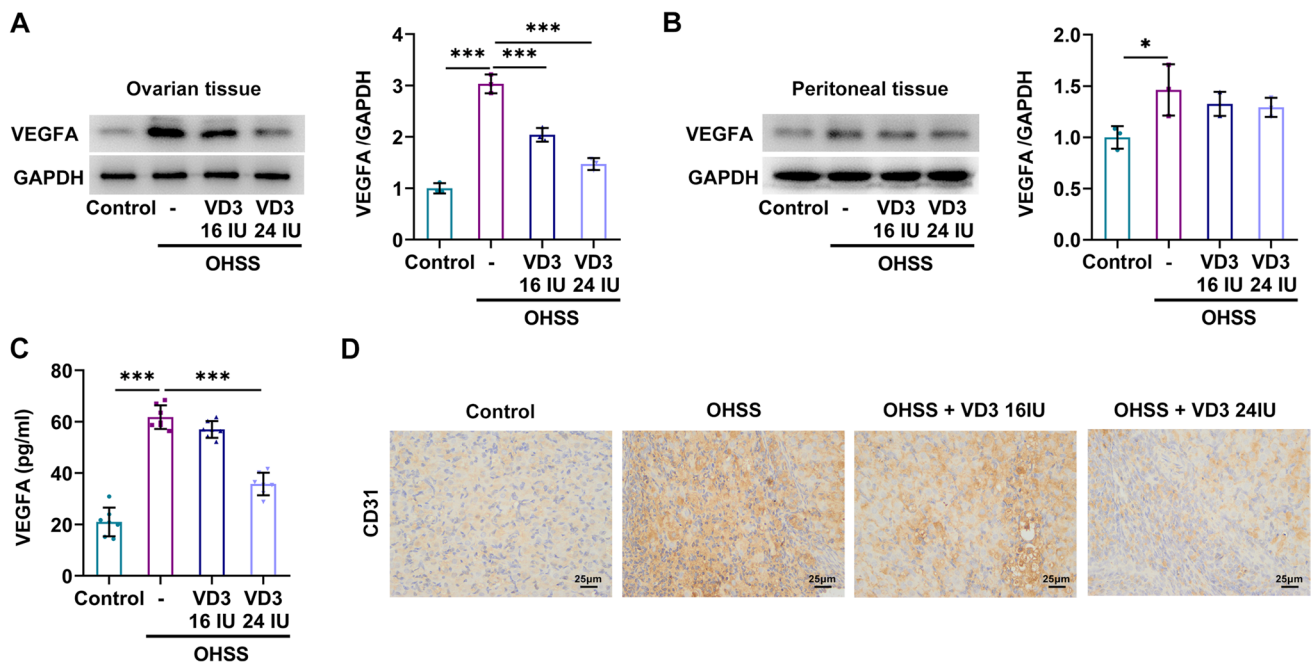 A
Ovarian tissue
VEGFA
GAPDH
Control - VD3 VD3
16 IU 24 IU
OHSS
VEGFA /GAPDH
4
3
2
1
0
*** *** ***
Control - VD3 VD3
16 IU 24 IU
OHSS
B
Peritoneal tissue
VEGFA
GAPDH
Control - VD3 VD3
16 IU 24 IU
OHSS
VEGFA /GAPDH
2.0
1.5
1.0
0.5
0.0
*
Control - VD3 VD3
16 IU 24 IU
OHSS
C
VEGFA (pg/ml)
80
60
40
20
0
*** ***
Control - VD3 VD3
16 IU 24 IU
OHSS
D
Control OHSS OHSS + VD3 16IU OHSS + VD3 24IU
CD31
25μm 25μm 25μm 25μm